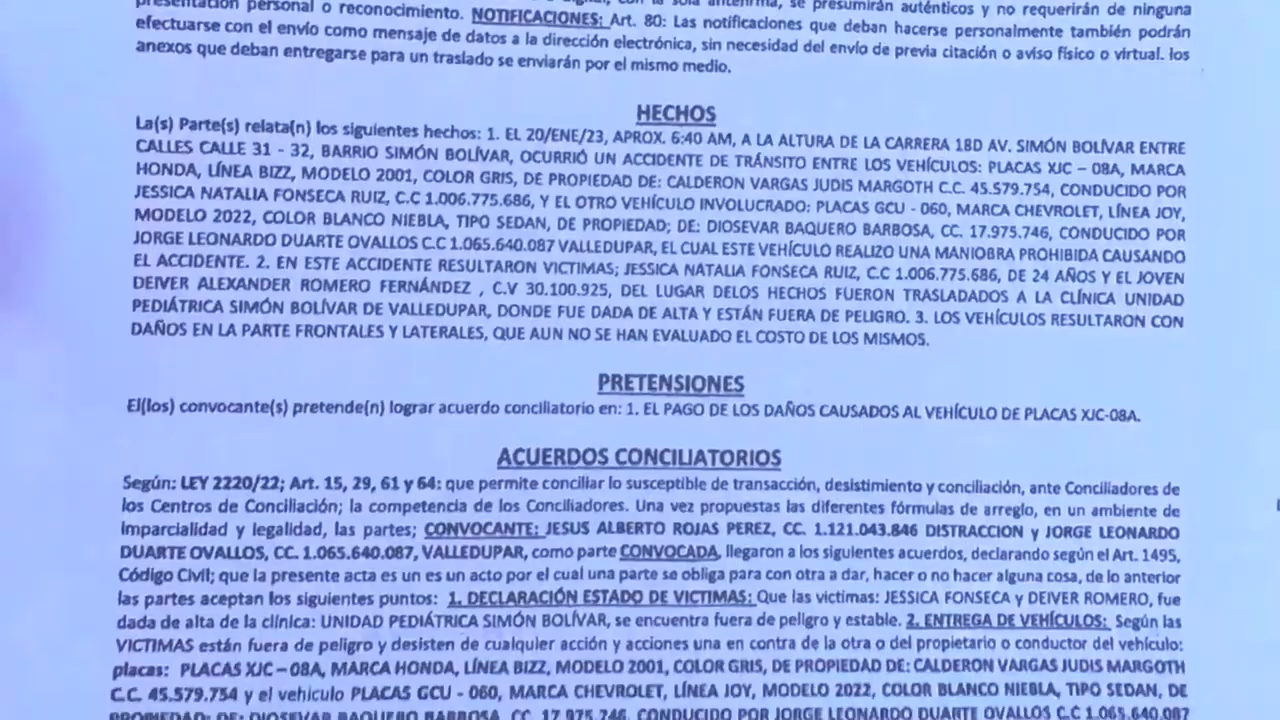 presentación personal o reconocimiento. NOTIFICACIONES: Art. 80: Las notificaciones que deban hacerse personalmente también podrán
efectuarse con el envío como mensaje de datos a la dirección electrónica, sin necesidad del envío de previa citación o aviso físico o virtual. los
anexos que deban entregarse para un traslado se enviarán por el mismo medio.
HECHOS
La(s) Parte(s) relata(n) los siguientes hechos: 1. EL 20/ENE/23, APROX. 6:40 AM, A LA ALTURA DE LA CARRERA 18D AV. SIMÓN BOLÍVAR ENTRE
CALLES CALLE 31 - 32, BARRIO SIMÓN BOLÍVAR, OCURRIÓ UN ACCIDENTE DE TRÁNSITO ENTRE LOS VEHÍCULOS: PLACAS XJC – 08A, MARCA
HONDA, LÍNEA BIZZ, MODELO 2001, COLOR GRIS, DE PROPIEDAD DE: CALDERON VARGAS JUDIS MARGOTH C.C. 45.579.754, CONDUCIDO POR
JESSICA NATALIA FONSECA RUIZ, C.C 1.006.775.686, Y EL OTRO VEHÍCULO INVOLUCRADO: PLACAS GCU - 060, MARCA CHEVROLET, LÍNEA JOY,
MODELO 2022, COLOR BLANCO NIEBLA, TIPO SEDAN, DE PROPIEDAD; DE: DIOSEVAR BAQUERO BARBOSA, CC. 17.975.746, CONDUCIDO POR
JORGE LEONARDO DUARTE OVALLOS C.C 1.065.640.087 VALLEDUPAR, EL CUAL ESTE VEHÍCULO REALIZO UNA MANIOBRA PROHIBIDA CAUSANDO
EL ACCIDENTE. 2. EN ESTE ACCIDENTE RESULTARON VICTIMAS; JESSICA NATALIA FONSECA RUIZ, C.C 1.006.775.686, DE 24 AÑOS Y EL JOVEN
DEIVER ALEXANDER ROMERO FERNÁNDEZ , C.V 30.100.925, DEL LUGAR DELOS HECHOS FUERON TRASLADADOS A LA CLÍNICA UNIDAD
PEDIÁTRICA SIMÓN BOLÍVAR DE VALLEDUPAR, DONDE FUE DADA DE ALTA Y ESTÁN FUERA DE PELIGRO. 3. LOS VEHÍCULOS RESULTARON CON
DAÑOS EN LA PARTE FRONTALES Y LATERALES, QUE AUN NO SE HAN EVALUADO EL COSTO DE LOS MISMOS.
PRETENSIONES
El(los) convocante(s) pretende(n) lograr acuerdo conciliatorio en: 1. EL PAGO DE LOS DAÑOS CAUSADOS AL VEHÍCULO DE PLACAS XJC-08A.
ACUERDOS CONCILIATORIOS
Según: LEY 2220/22; Art. 15, 29, 61 y 64: que permite conciliar lo susceptible de transacción, desistimiento y conciliación, ante Conciliadores de
los Centros de Conciliación; la competencia de los Conciliadores. Una vez propuestas las diferentes fórmulas de arreglo, en un ambiente de
imparcialidad y legalidad, las partes; CONVOCANTE: JESUS ALBERTO ROJAS PEREZ, CC. 1.121.043.846 DISTRACCION y JORGE LEONARDO
DUARTE OVALLOS, CC. 1.065.640.087, VALLEDUPAR, como parte CONVOCADA, llegaron a los siguientes acuerdos, declarando según el Art. 1495,
Código Civil; que la presente acta es un es un acto por el cual una parte se obliga para con otra a dar, hacer o no hacer alguna cosa, de lo anterior
las partes aceptan los siguientes puntos: 1. DECLARACIÓN ESTADO DE VICTIMAS: Que las victimas: JESSICA FONSECA y DEIVER ROMERO, fue
dada de alta de la clínica: UNIDAD PEDIÁTRICA SIMÓN BOLÍVAR, se encuentra fuera de peligro y estable. 2. ENTREGA DE VEHÍCULOS: Según las
VICTIMAS están fuera de peligro y desisten de cualquier acción y acciones una en contra de la otra o del propietario o conductor del vehículo:
placas: PLACAS XJC – 08A, MARCA HONDA, LÍNEA BIZZ, MODELO 2001, COLOR GRIS, DE PROPIEDAD DE: CALDERON VARGAS JUDIS MARGOTH
C.C. 45.579.754 y el vehiculo PLACAS GCU - 060, MARCA CHEVROLET, LÍNEA JOY, MODELO 2022, COLOR BLANCO NIEBLA, TIPO SEDAN, DE
PROPIEDAD; DE: DIOSEVAR BAQUERO BARBOSA, CC. 17.975.746, CONDUCIDO POR JORGE LEONARDO DUARTE OVALLOS C.C 1.065.640.087